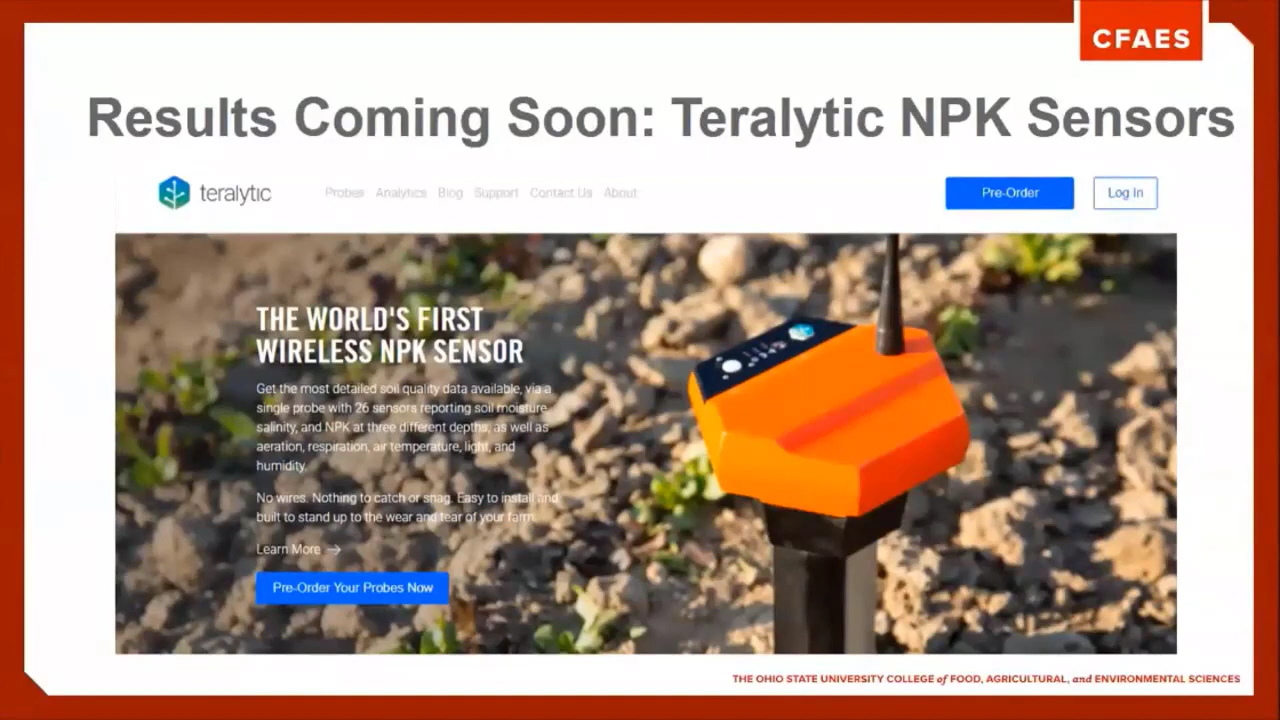 CFAES
Results Coming Soon: Teralytic NPK Sensors
teralytic
Probes Analytics Blog Support Contact Us About
Pre-Order
Log In
THE WORLD'S FIRST
WIRELESS NPK SENSOR
Get the most detailed soil quality data available, via a
single probe with 26 sensors reporting soil moisture,
salinity, and NPK at three different depths, as well as
aeration, respiration, air temperature, light, and
humidity.
No wires. Nothing to catch or snag. Easy to install and
built to stand up to the wear and tear of your farm.
Learn More →
Pre-Order Your Probes Now
THE OHIO STATE UNIVERSITY COLLEGE of FOOD, AGRICULTURAL, and ENVIRONMENTAL SCIENCES